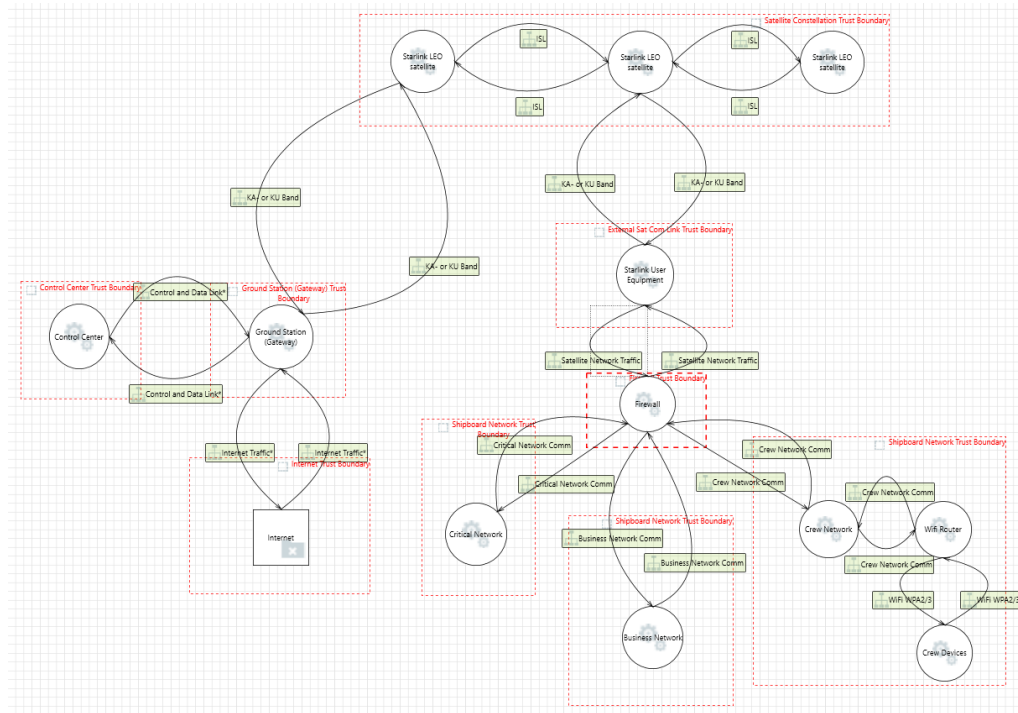 Satellite Constellation Trust Boundary
Starlink LEO
satellite
ISL
Starlink LEO
satellite
ISL
Starlink LEO
satellite
ISL
ISL
KA- or KU Band
KA- or KU Band
KA- or KU Band
External Sat Com Link Trust Boundary
Starlink User
Equipment
KA- or KU Band
Control Center Trust Boundary
Control and Data Link*
Ground Station (Gateway) Trust
Boundary
Control Center
Ground Station
(Gateway)
Satellite Network Traffic
Satellite Network Traffic
Trust Boundary
Control and Data Link*
Firewall
Shipboard Network Trust
Boundary
Critical Network Comm
Crew Network Comm
Shipboard Network Trust Boundary
Internet Traffic*
Internet Traffic*
Internet Trust Boundary
Critical Network Comm
Crew Network Comm
Crew Network Comm
Shipboard Network Trust Boundary
Critical Network
Business Network Comm
Crew Network
Wifi Router
Internet
Business Network Comm
Crew Network Comm
WiFi WPA2/3
WiFi WPA2/3
Business Network
Crew Devices